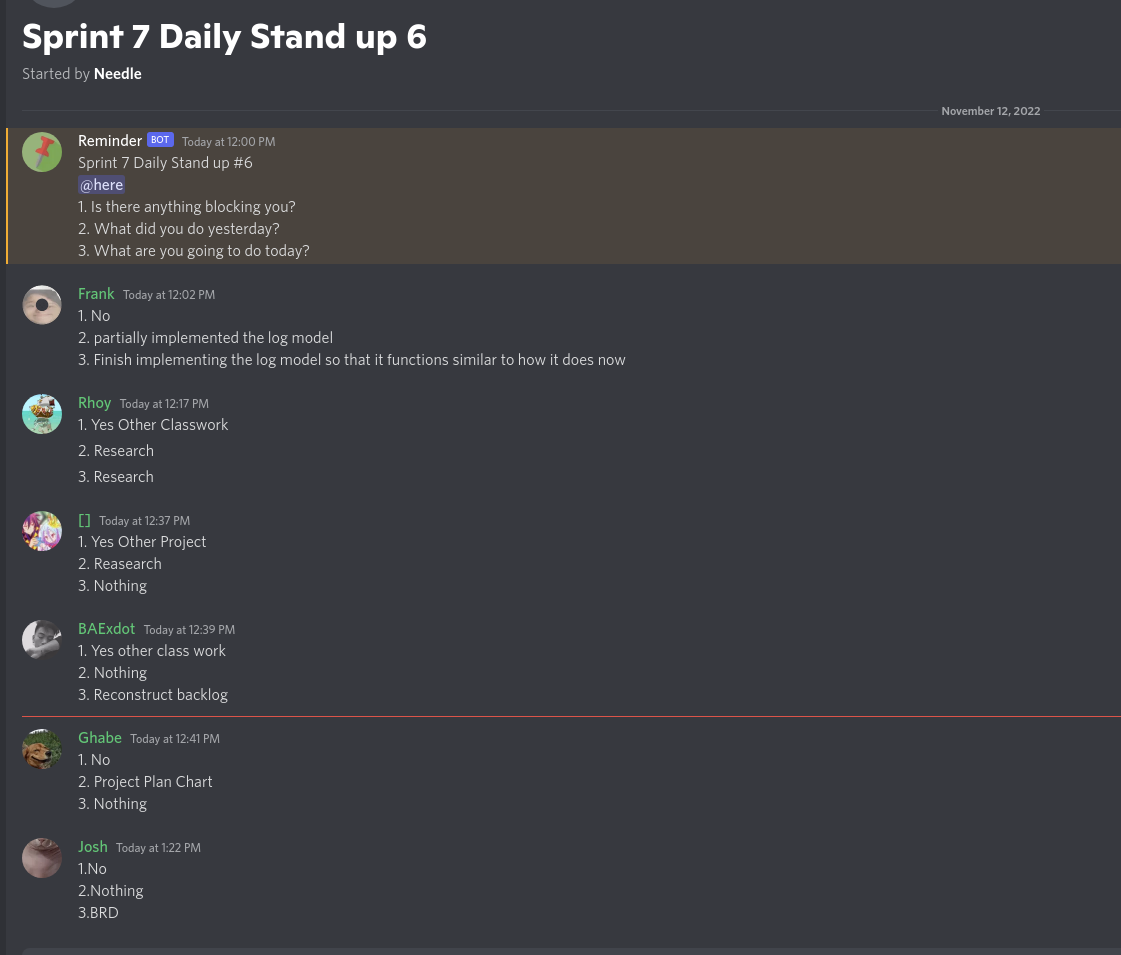 Sprint 7 Daily Stand up 6
Started by Needle
November 12, 2022
Reminder BOT Today at 12:00 PM
Sprint 7 Daily Stand up #6
@here
1. Is there anything blocking you?
2. What did you do yesterday?
3. What are you going to do today?
Frank Today at 12:02 PM
1. No
2. partially implemented the log model
3. Finish implementing the log model so that it functions similar to how it does now
Rhoy Today at 12:17 PM
1. Yes Other Classwork
2. Research
3. Research
[] Today at 12:37 PM
1. Yes Other Project
2. Reasearch
3. Nothing
BAExdot Today at 12:39 PM
1. Yes other class work
2. Nothing
3. Reconstruct backlog
Ghabe Today at 12:41 PM
1. No
2. Project Plan Chart
3. Nothing
Josh Today at 1:22 PM
1.No
2.Nothing
3.BRD